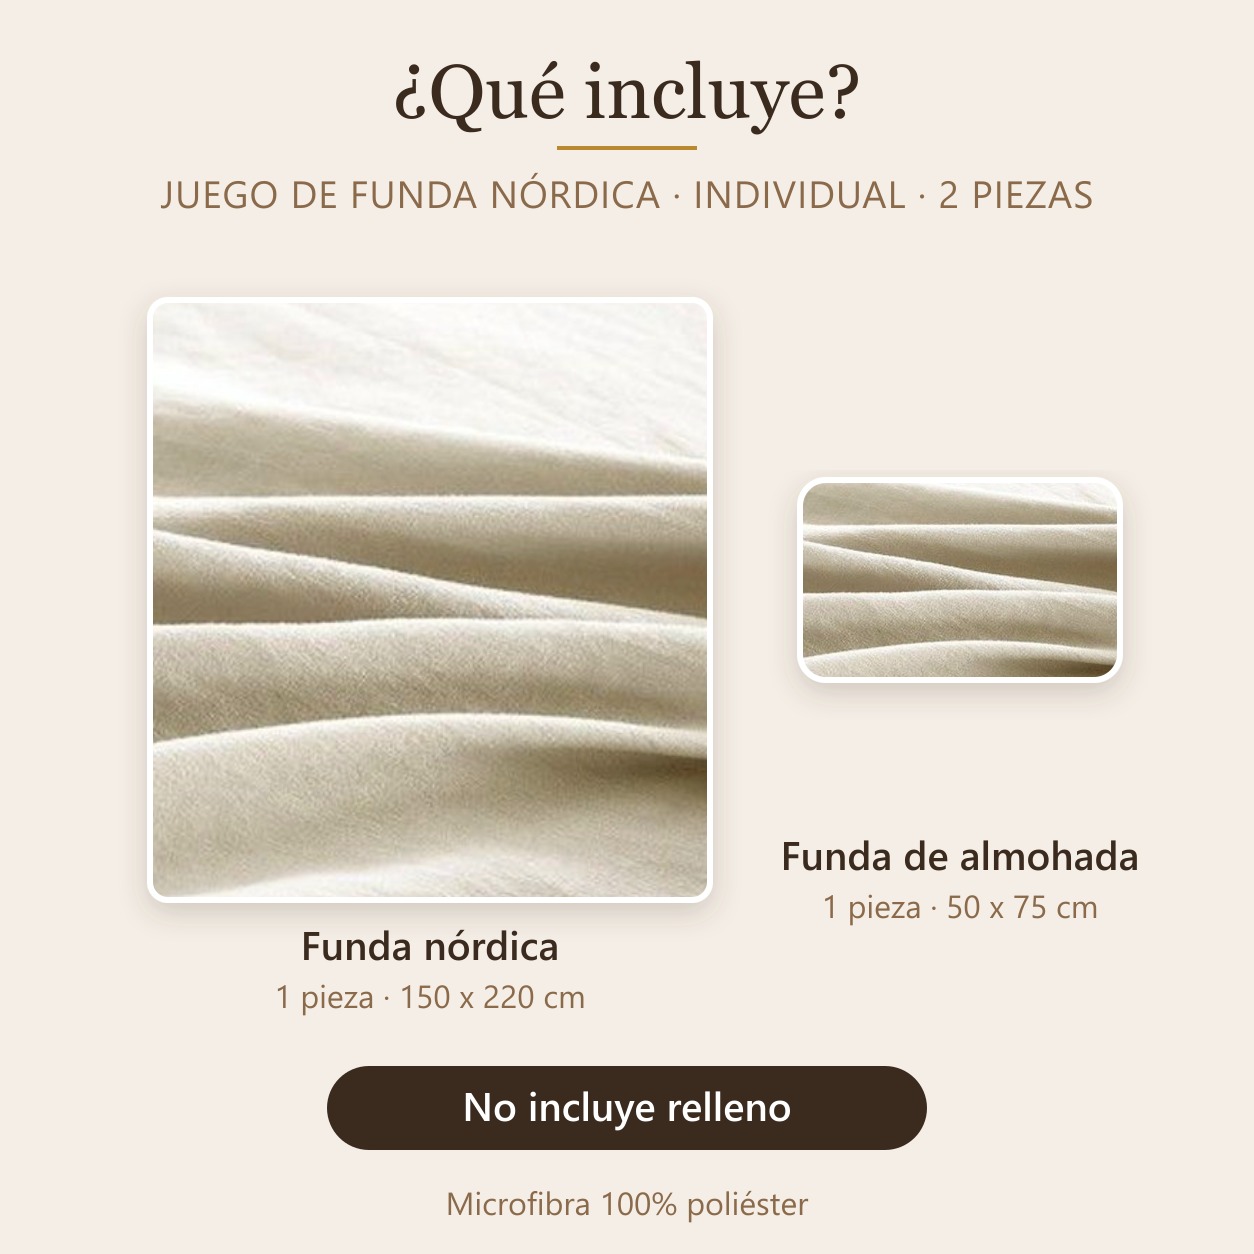 ¿Qué incluye?
JUEGO DE FUNDA NÓRDICA · INDIVIDUAL · 2 PIEZAS
Funda nórdica
1 pieza · 150 x 220 cm
Funda de almohada
1 pieza · 50 x 75 cm
No incluye relleno
Microfibra 100% poliéster